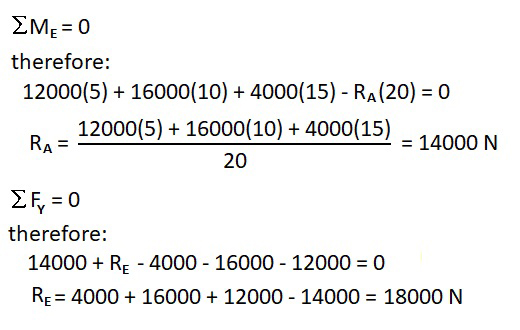 ΣM_E = 0
therefore:
12000(5) + 16000(10) + 4000(15) - R_A(20) = 0
R_A = 12000(5) + 16000(10) + 4000(15) / 20 = 14000 N
ΣF_Y = 0
therefore:
14000 + R_E - 4000 - 16000 - 12000 = 0
R_E = 4000 + 16000 + 12000 - 14000 = 18000 N